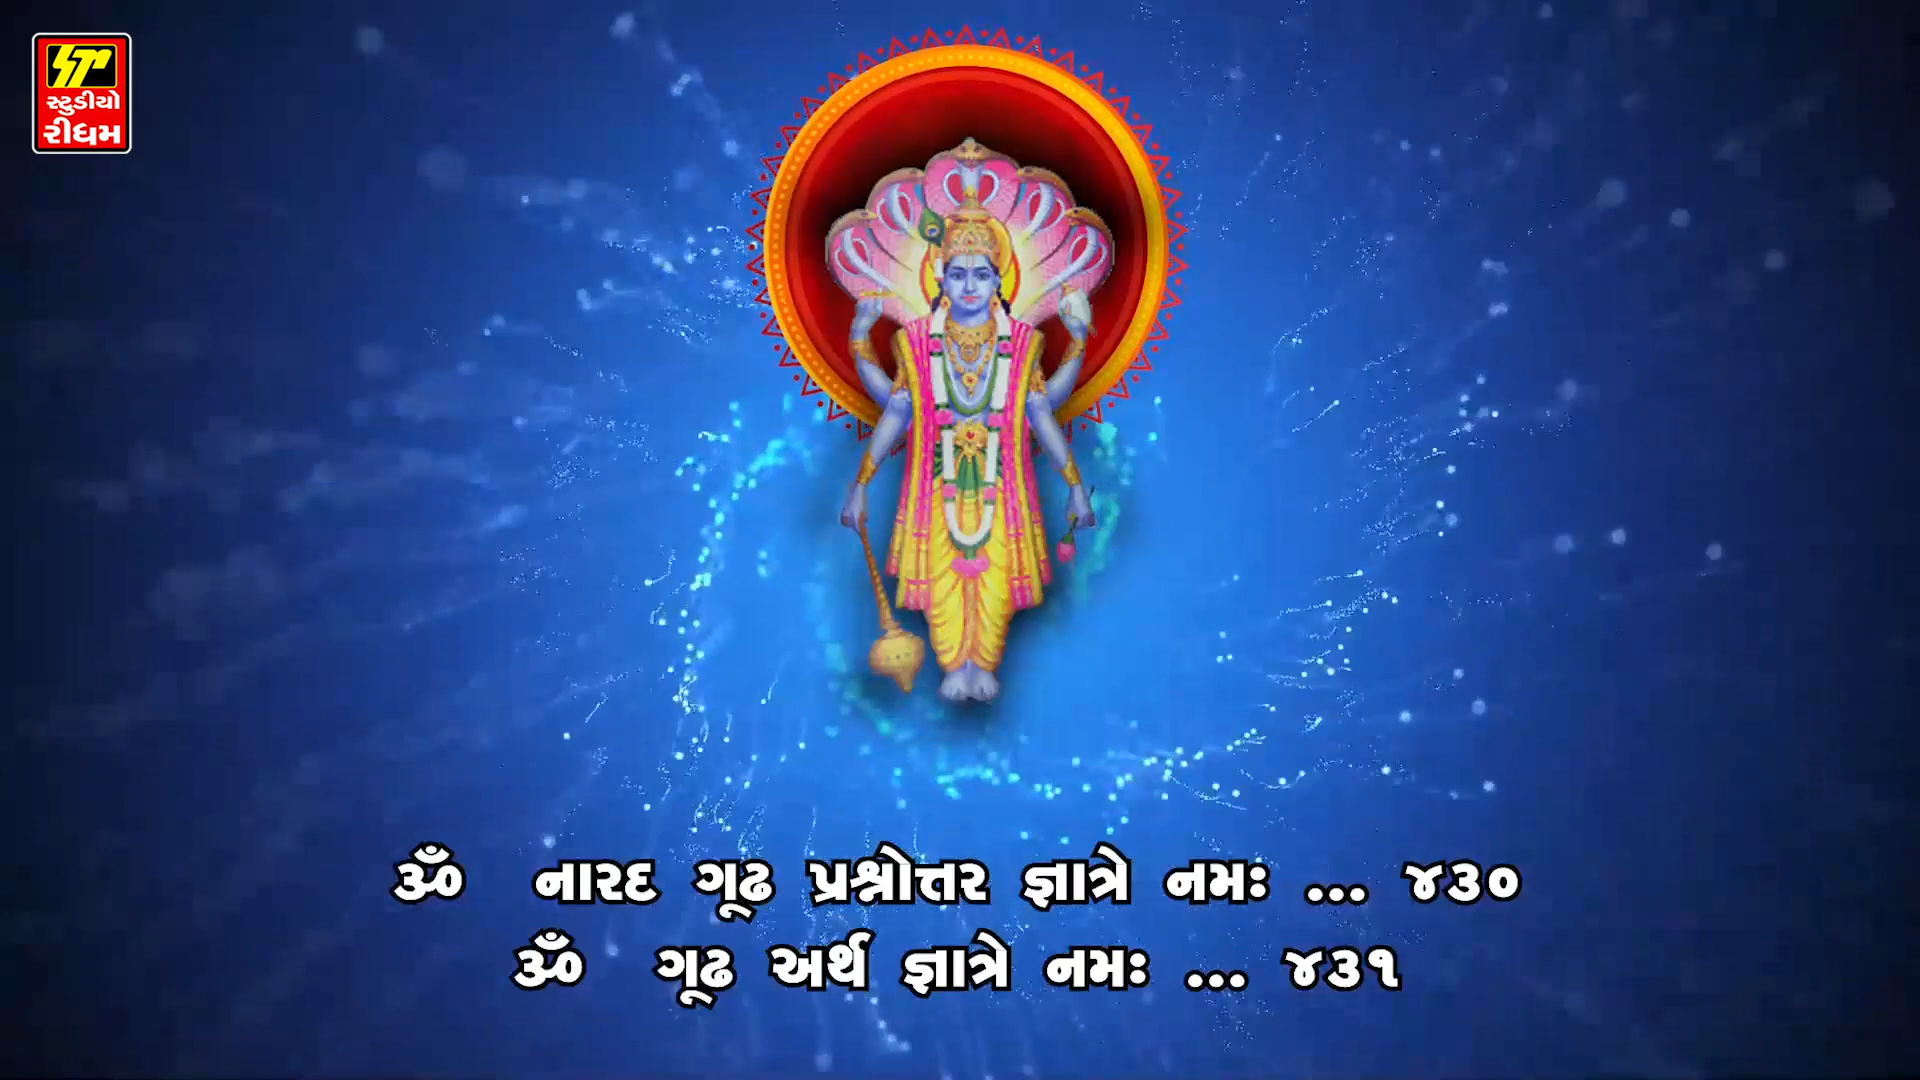 સ્ટુડીયો
રીધમ
ૐ નારદ ગૂઢ પ્રશ્નોત્તર જ્ઞાત્રે નમઃ ... ૪૩૦
ૐ ગૂઢ અર્થ જ્ઞાત્રે નમઃ ... ૪૩૧